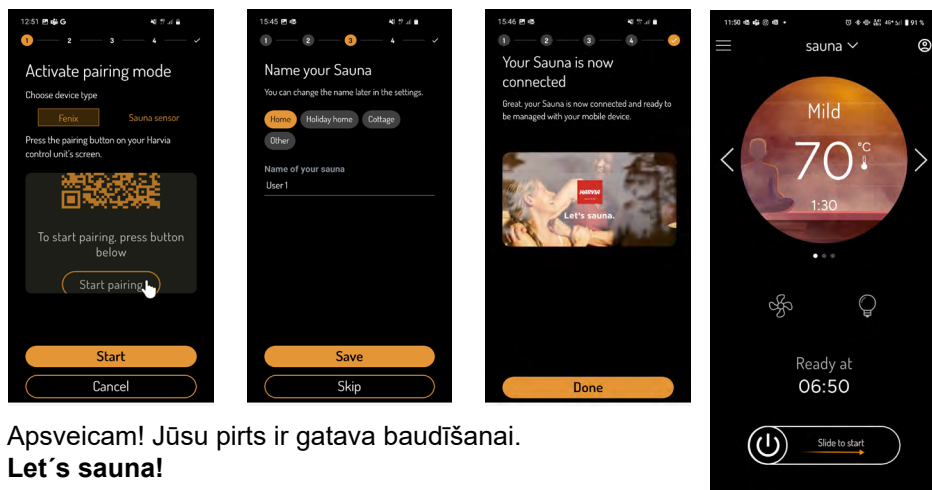 12:51
1 2 3 4
Activate pairing mode
Choose device type
Fenix Sauna sensor
Press the pairing button on your Harvia
control unit's screen.
To start pairing, press button
below
Start pairing
Start
Cancel
15:45
1 2 3 4
Name your Sauna
You can change the name later in the settings.
Home Holiday home Cottage
Other
Name of your sauna
User 1
Save
Skip
15:46
1 2 3 4
Your Sauna is now
connected
Great, your Sauna is now connected and ready to
be managed with your mobile device.
HARVIA
Let's sauna.
Done
11:50 91 %
sauna
Mild
70 °C
1:30
Ready at
06:50
Slide to start
Apsveicam! Jūsu pirts ir gatava baudīšanai.
Let´s sauna!